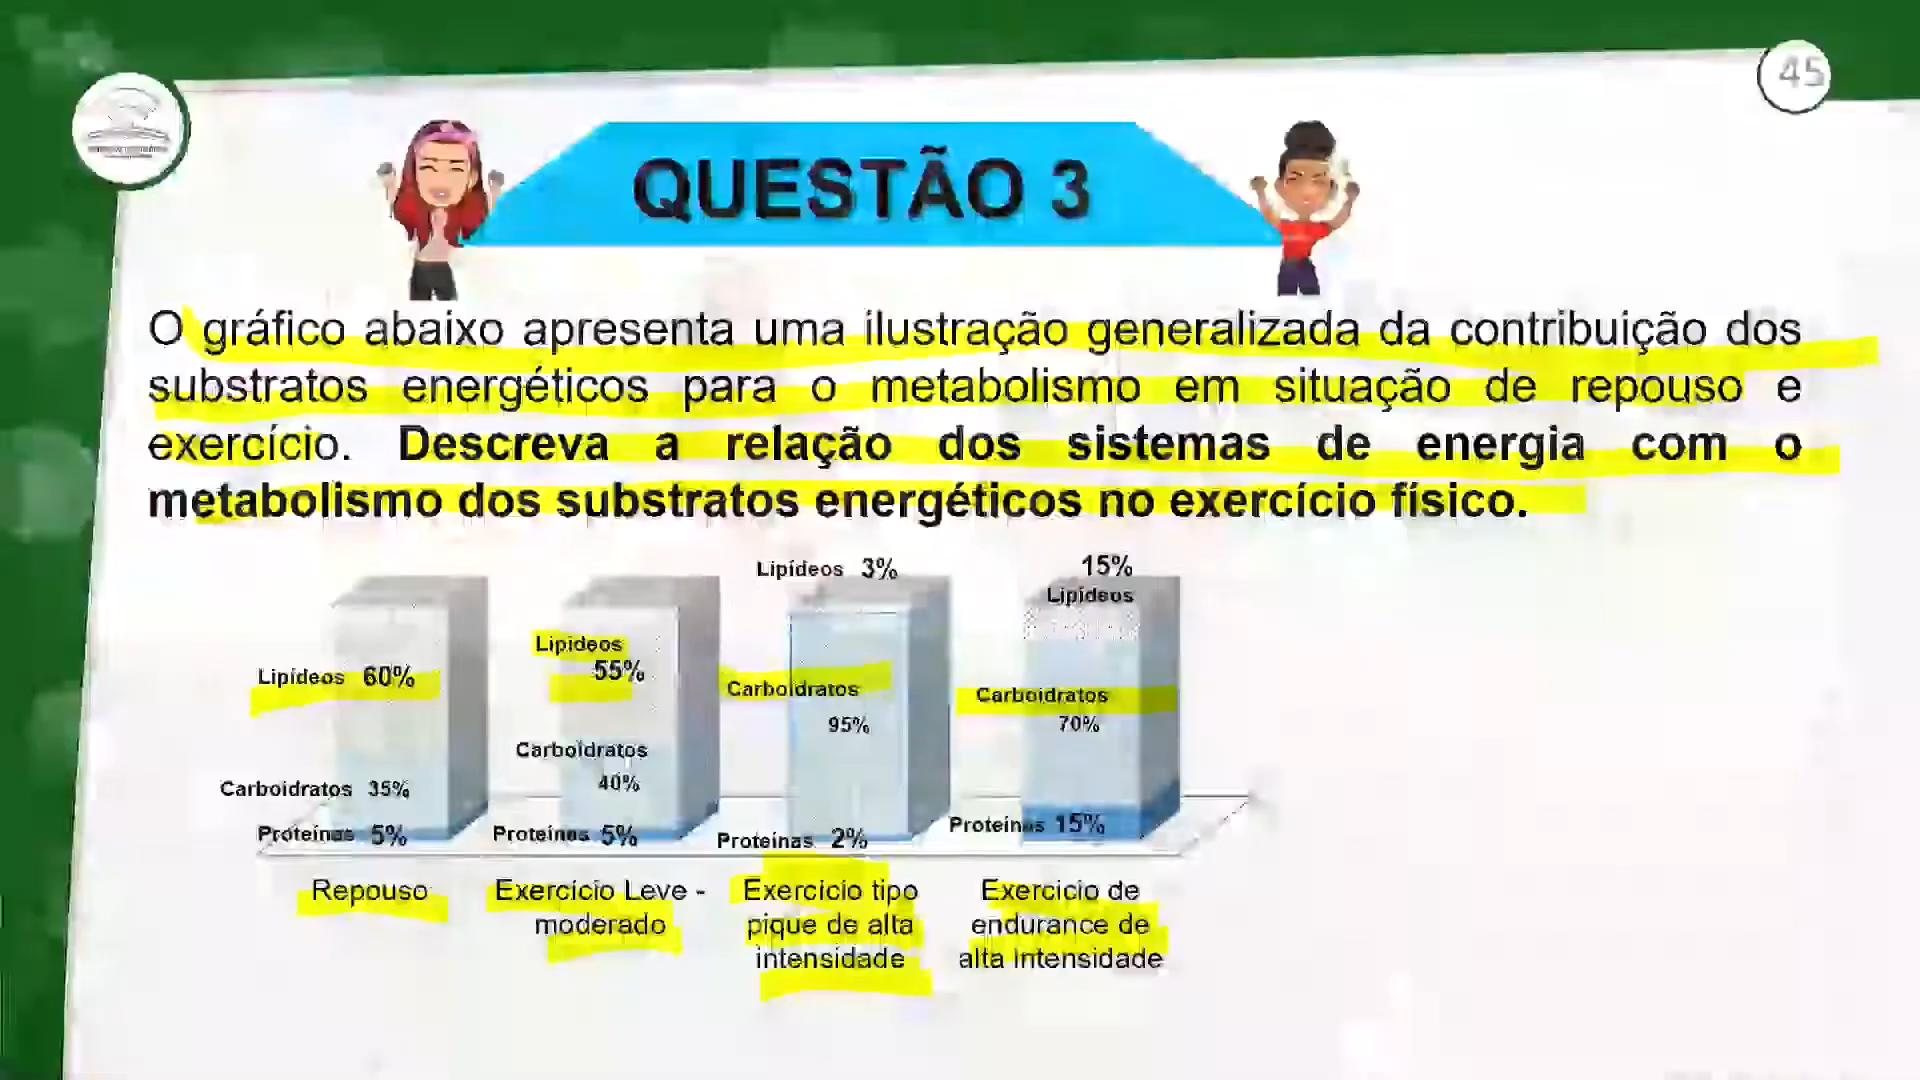 45
QUESTÃO 3
O gráfico abaixo apresenta uma ilustração generalizada da contribuição dos
substratos energéticos para o metabolismo em situação de repouso e
exercício. Descreva a relação dos sistemas de energia com o
metabolismo dos substratos energéticos no exercício físico.
Lipídeos 60%
Carboidratos 35%
Proteínas 5%
Repouso
Lipídeos
55%
Carboidratos
40%
Proteínas 5%
Exercício Leve -
moderado
Lipídeos 3%
Carboidratos
95%
Proteínas 2%
Exercício tipo
pique de alta
intensidade
15%
Lipídeos
Carboidratos
70%
Proteínas 15%
Exercicio de
endurance de
alta intensidade